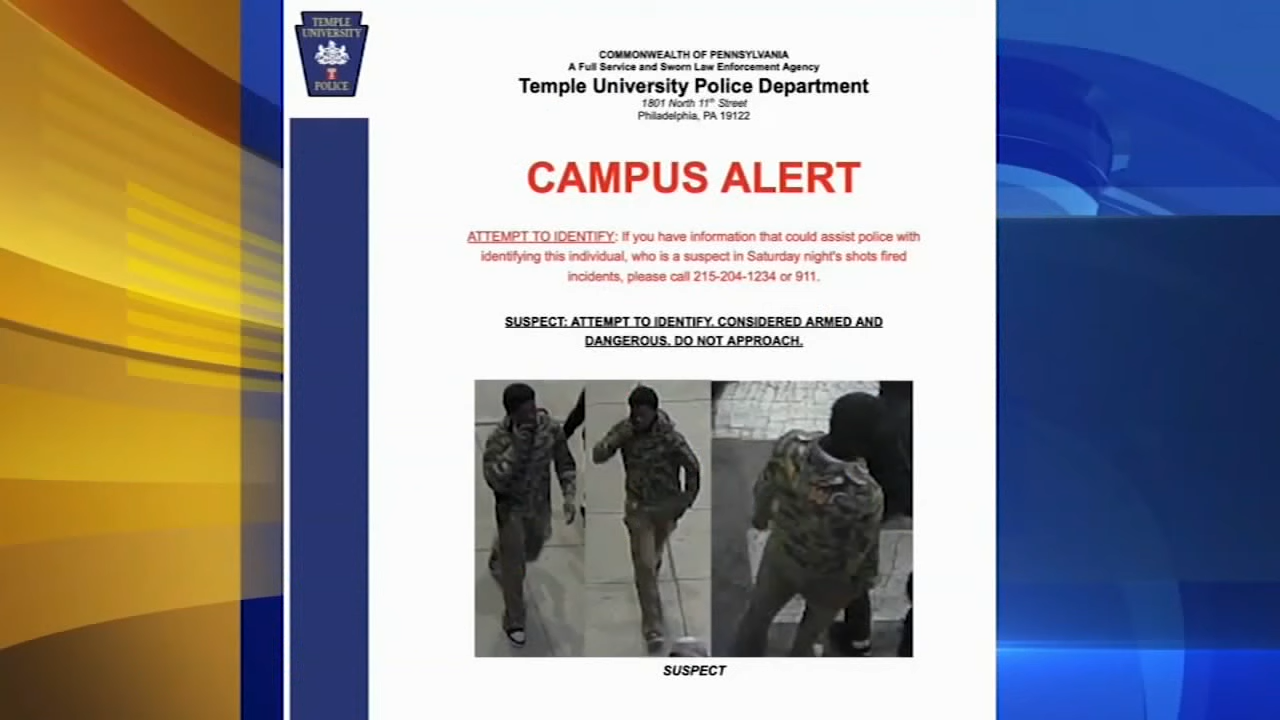 TEMPLE
UNIVERSITY
T
POLICE
COMMONWEALTH OF PENNSYLVANIA
A Full Service and Sworn Law Enforcement Agency
Temple University Police Department
1801 North 11th Street
Philadelphia, PA 19122
CAMPUS ALERT
ATTEMPT TO IDENTIFY: If you have information that could assist police with
identifying this individual, who is a suspect in Saturday night's shots fired
incidents, please call 215-204-1234 or 911.
SUSPECT: ATTEMPT TO IDENTIFY. CONSIDERED ARMED AND
DANGEROUS. DO NOT APPROACH.
SUSPECT